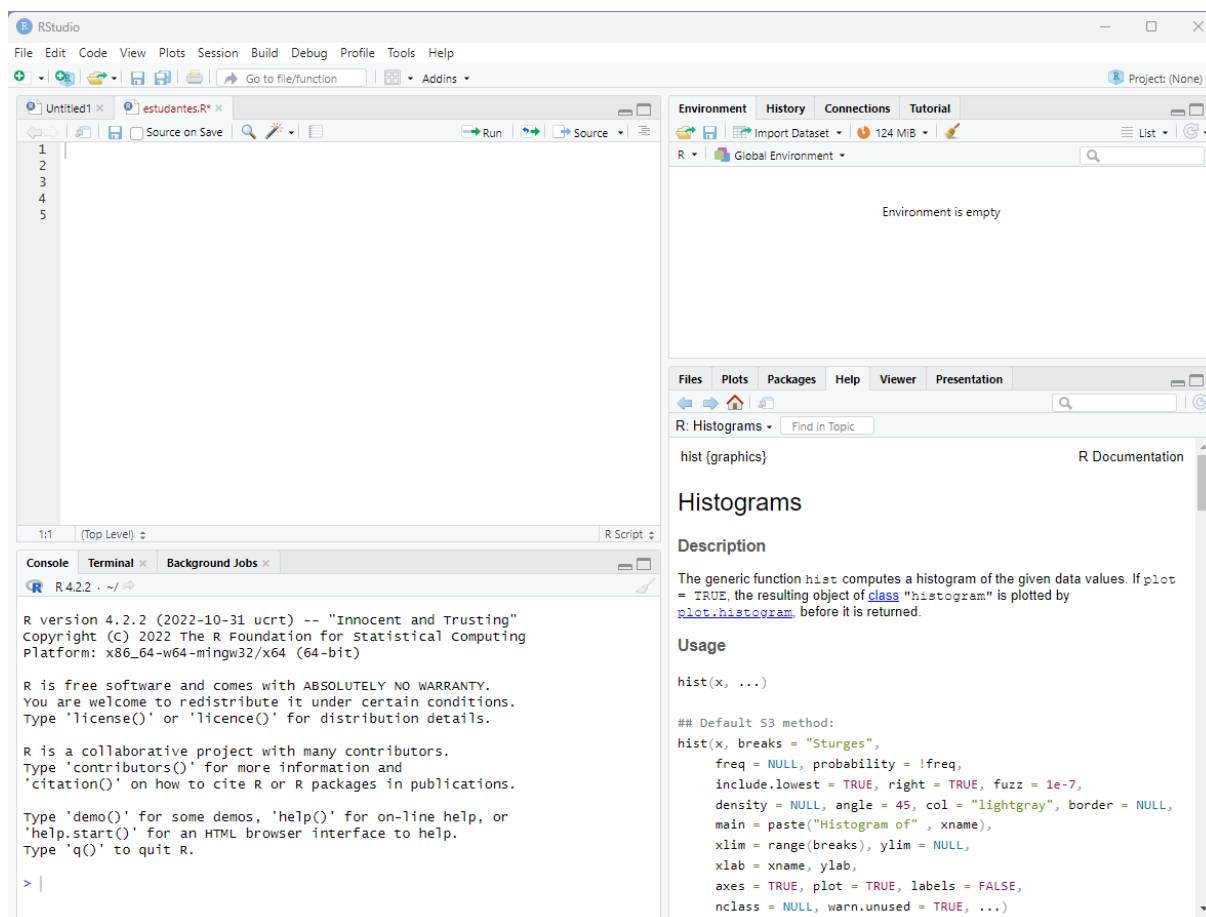 RStudio
File Edit Code View Plots Session Build Debug Profile Tools Help
Go to file/function Addins Project: (None)
Untitled1 estudantes.R*
Source on Save Run Source
1
2
3
4
5
1:1 (Top Level) R Script
Console Terminal Background Jobs
R 4.2.2 · ~/
R version 4.2.2 (2022-10-31 ucrt) -- "Innocent and Trusting"
Copyright (C) 2022 The R Foundation for Statistical Computing
Platform: x86_64-w64-mingw32/x64 (64-bit)
R is free software and comes with ABSOLUTELY NO WARRANTY.
You are welcome to redistribute it under certain conditions.
Type 'license()' or 'licence()' for distribution details.
R is a collaborative project with many contributors.
Type 'contributors()' for more information and
'citation()' on how to cite R or R packages in publications.
Type 'demo()' for some demos, 'help()' for on-line help, or
'help.start()' for an HTML browser interface to help.
Type 'q()' to quit R.
>
Environment History Connections Tutorial
Import Dataset 124 MiB List
R Global Environment
Environment is empty
Files Plots Packages Help Viewer Presentation
R: Histograms Find in Topic
hist {graphics} R Documentation
Histograms
Description
The generic function hist computes a histogram of the given data values. If plot
= TRUE, the resulting object of class "histogram" is plotted by
plot.histogram, before it is returned.
Usage
hist(x, ...)
## Default S3 method:
hist(x, breaks = "Sturges",
freq = NULL, probability = !freq,
include.lowest = TRUE, right = TRUE, fuzz = 1e-7,
density = NULL, angle = 45, col = "lightgray", border = NULL,
main = paste("Histogram of" , xname),
xlim = range(breaks), ylim = NULL,
xlab = xname, ylab,
axes = TRUE, plot = TRUE, labels = FALSE,
nclass = NULL, warn.unused = TRUE, ...)